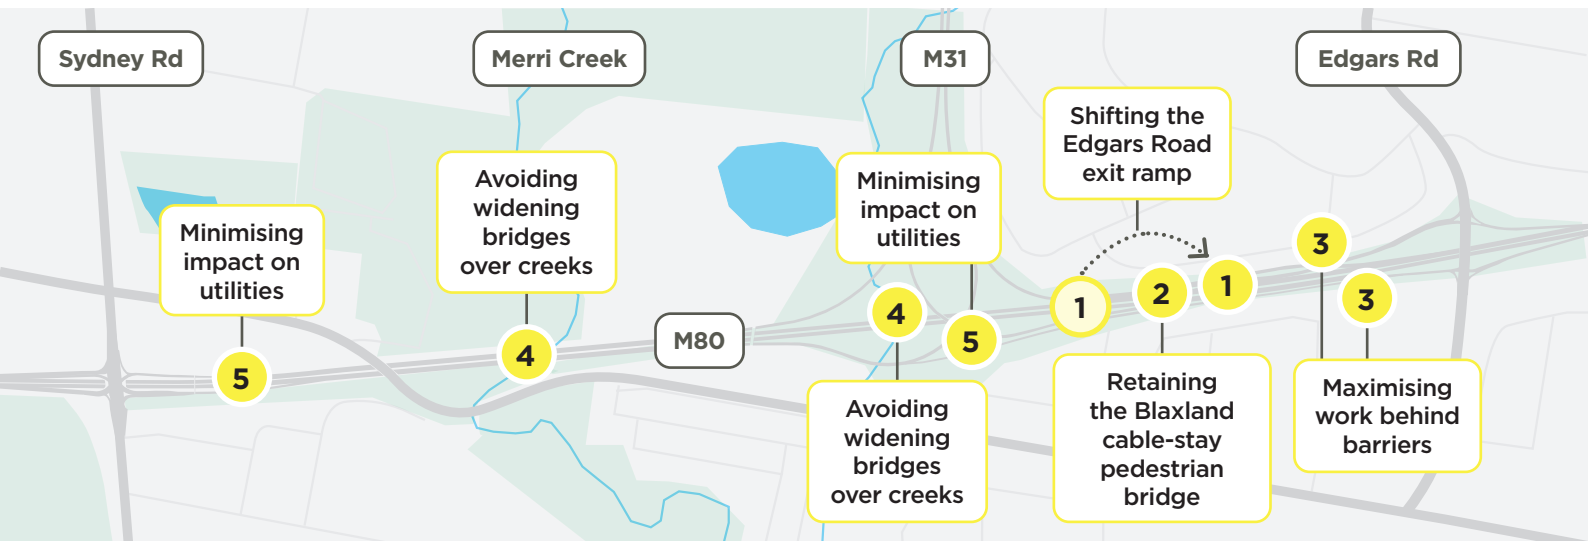 Sydney Rd
Merri Creek
M31
Edgars Rd
Shifting the
Edgars Road
exit ramp
Avoiding
widening
bridges
over creeks
Minimising
impact on
utilities
Minimising
impact on
utilities
3
1
2
1
3
4
5
M80
4
5
Avoiding
widening
bridges
over creeks
Retaining
the Blaxland
cable-stay
pedestrian
bridge
Maximising
work behind
barriers